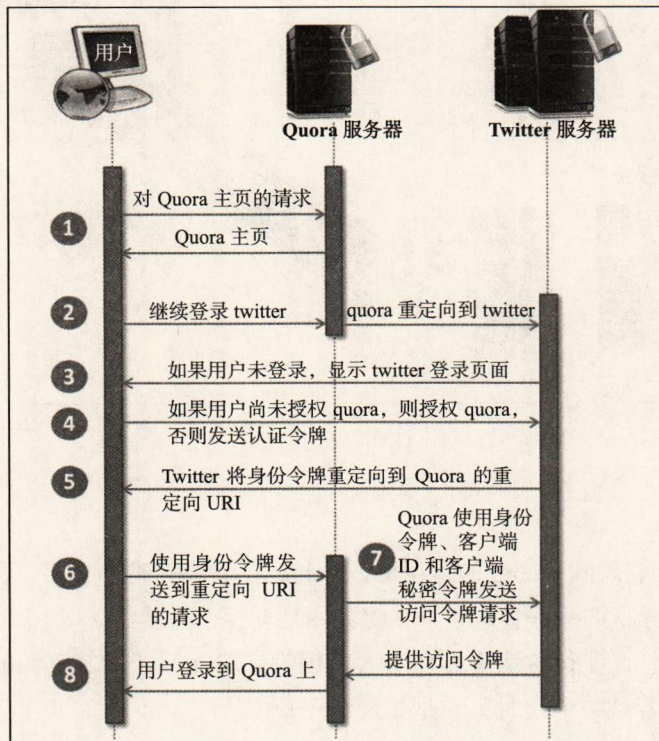 用户
Quora 服务器
Twitter 服务器
1
对 Quora 主页的请求
Quora 主页
2
继续登录 twitter
quora 重定向到 twitter
3
如果用户未登录，显示 twitter 登录页面
4
如果用户尚未授权 quora，则授权 quora，
否则发送认证令牌
5
Twitter 将身份令牌重定向到 Quora 的重
定向 URI
6
使用身份令牌发
送到重定向 URI
的请求
7
Quora 使用身份
令牌、客户端
ID 和客户端
秘密令牌发送
访问令牌请求
8
提供访问令牌
用户登录到 Quora 上